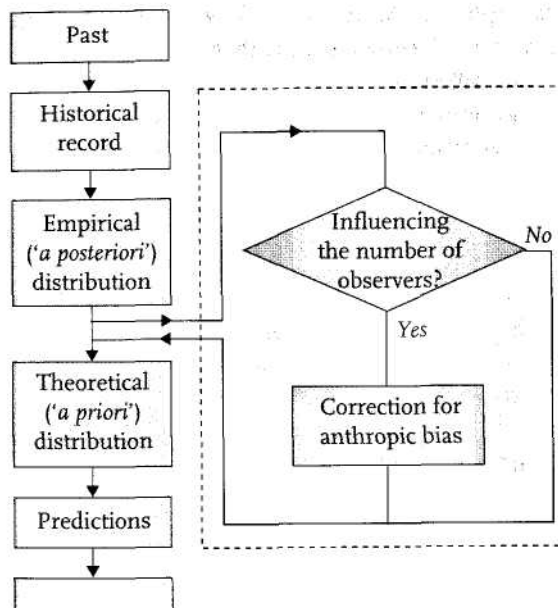 Past
Historical
record
Empirical
('a posteriori')
distribution
Theoretical
('a priori')
distribution
Predictions
Influencing
the number of
observers?
No
Yes
Correction for
anthropic bias